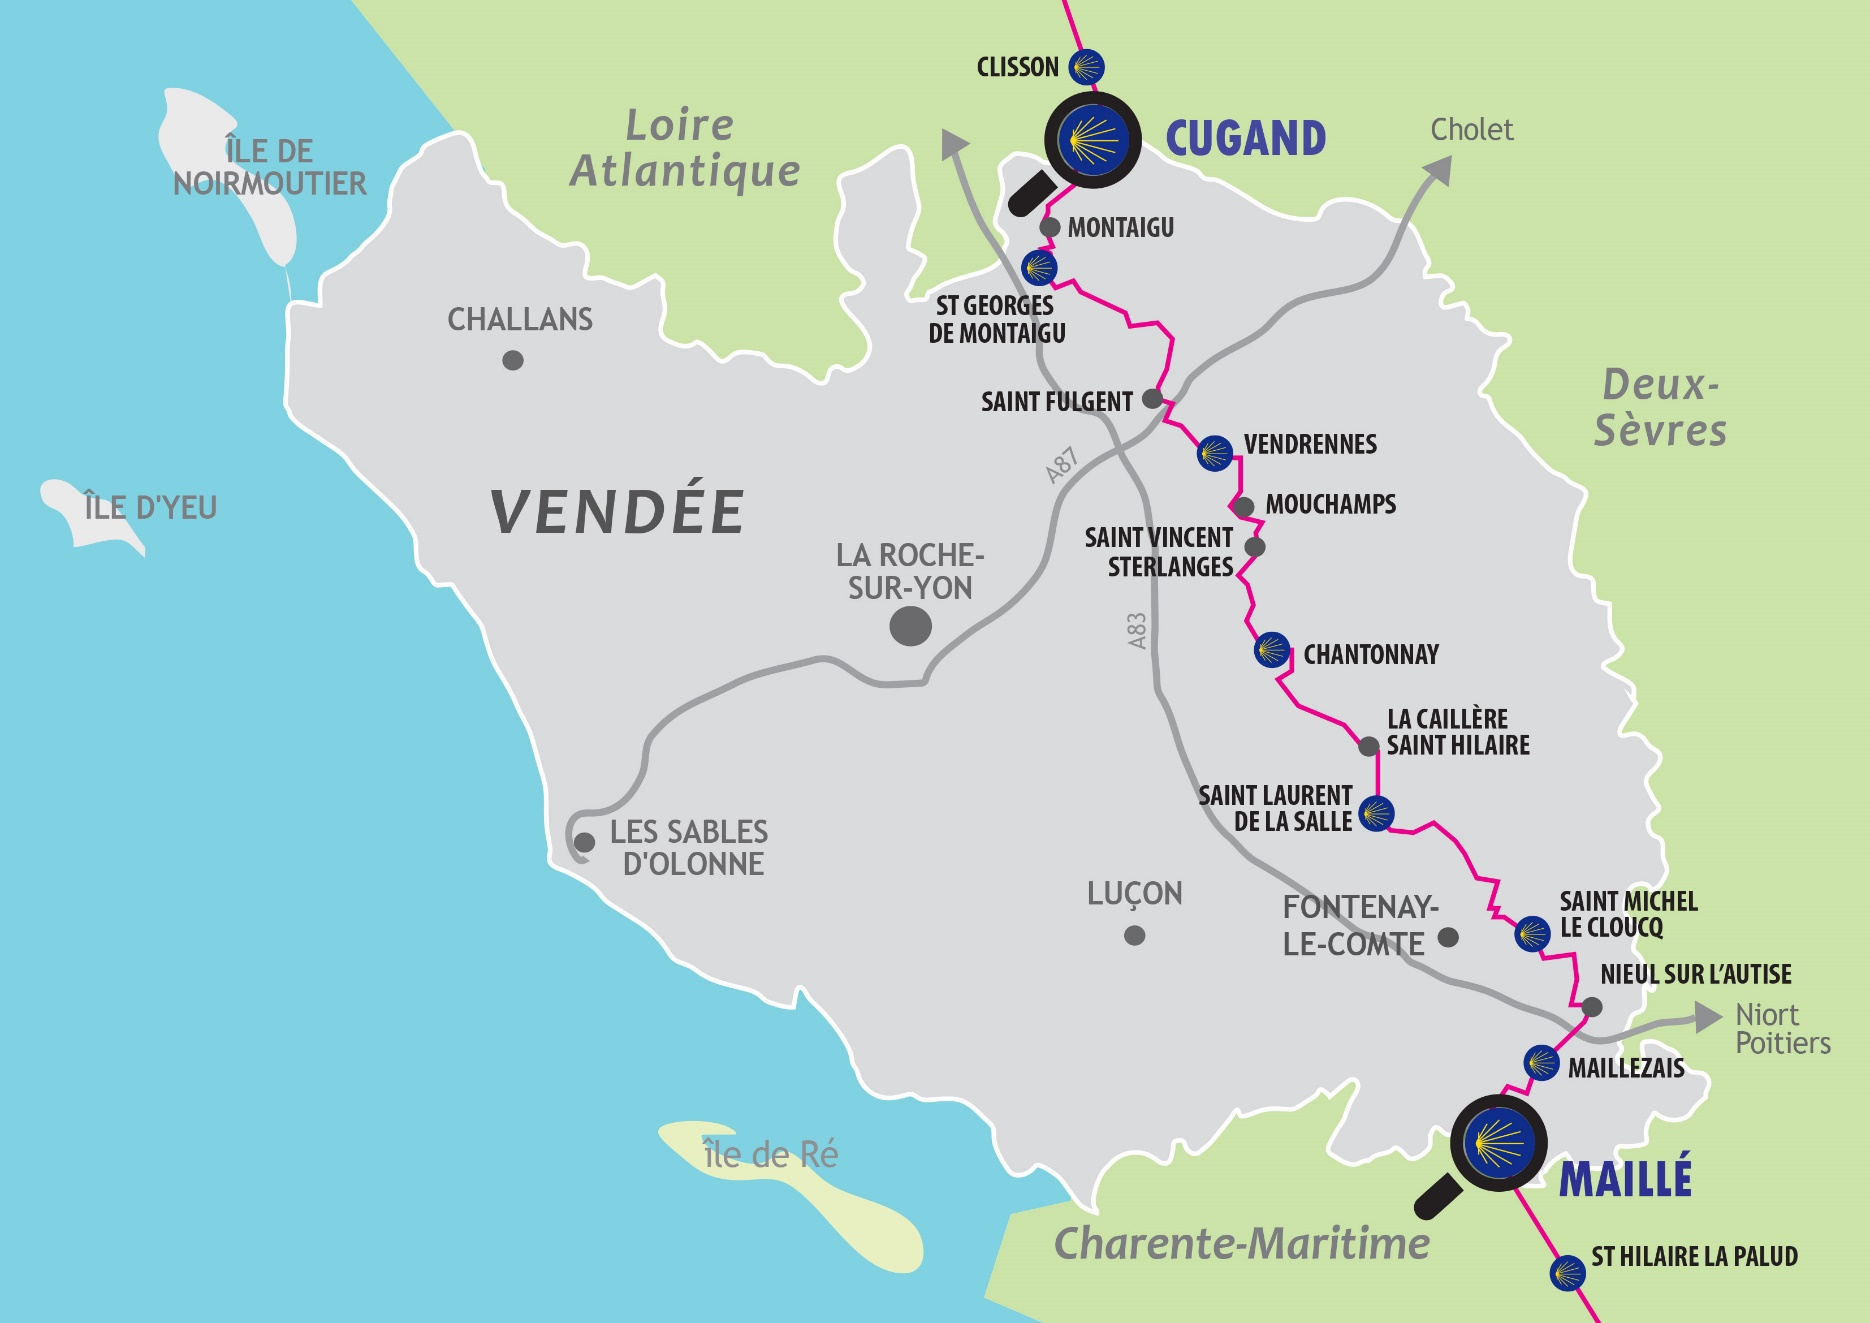 CLISSON
CUGAND
Cholet
Loire
Atlantique
ÎLE DE
NOIRMOUTIER
MONTAIGU
CHALLANS
ST GEORGES
DE MONTAIGU
SAINT FULGENT
Deux-
Sèvres
VENDRENNES
A87
ÎLE D'YEU
VENDÉE
MOUCHAMPS
SAINT VINCENT
STERLANGES
LA ROCHE-
SUR-YON
A83
CHANTONNAY
LA CAILLÈRE
SAINT HILAIRE
SAINT LAURENT
DE LA SALLE
LES SABLES
D'OLONNE
LUÇON
FONTENAY-
LE-COMTE
SAINT MICHEL
LE CLOUCQ
NIEUL SUR L'AUTISE
Niort
Poitiers
MAILLEZAIS
île de Ré
MAILLÉ
Charente-Maritime
ST HILAIRE LA PALUD